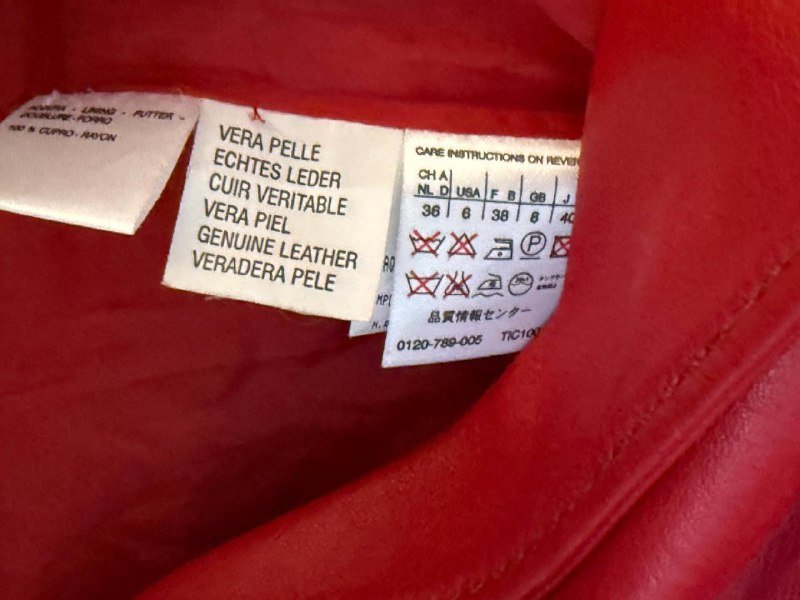 FODERA - LINING - FUTTER -
DOUBLURE-FORRO
100 % CUPRO-RAYON
VERA PELLE
ECHTES LEDER
CUIR VERITABLE
VERA PIEL
GENUINE LEATHER
VERADERA PELE
CARE INSTRUCTIONS ON REVER
CH A
NL D USA F B GB J
36 6 38 8 40
P
品質情報センター
0120-789-005 TIC100